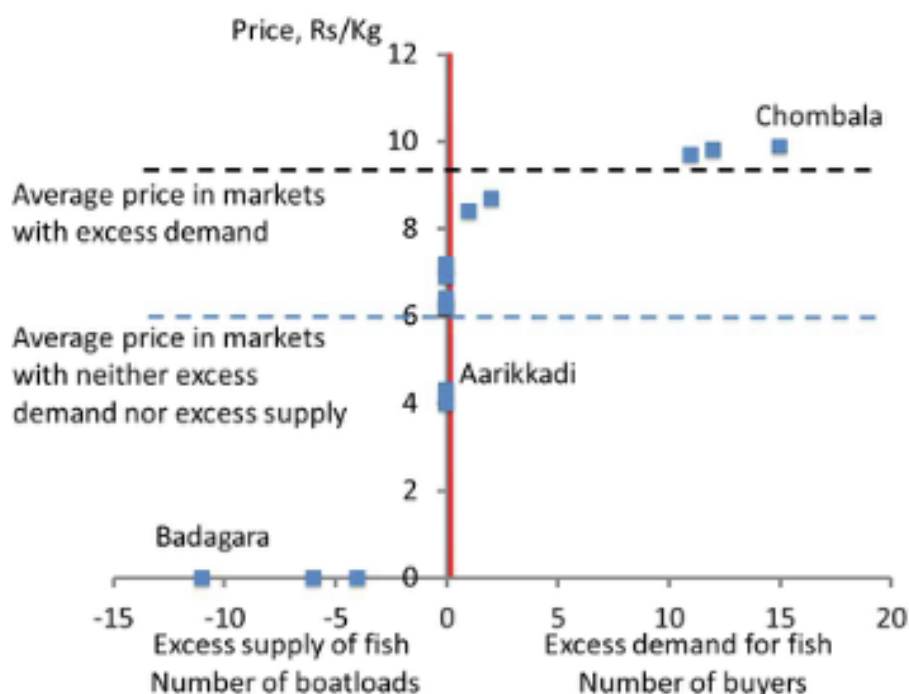 Price, Rs/Kg
12
Chombala
10
Average price in markets
with excess demand
8
6
Average price in markets
with neither excess
demand nor excess supply
Aarikkadi
4
2
Badagara
0
-15 -10 -5 0 5 10 15 20
Excess supply of fish Excess demand for fish
Number of boatloads Number of buyers